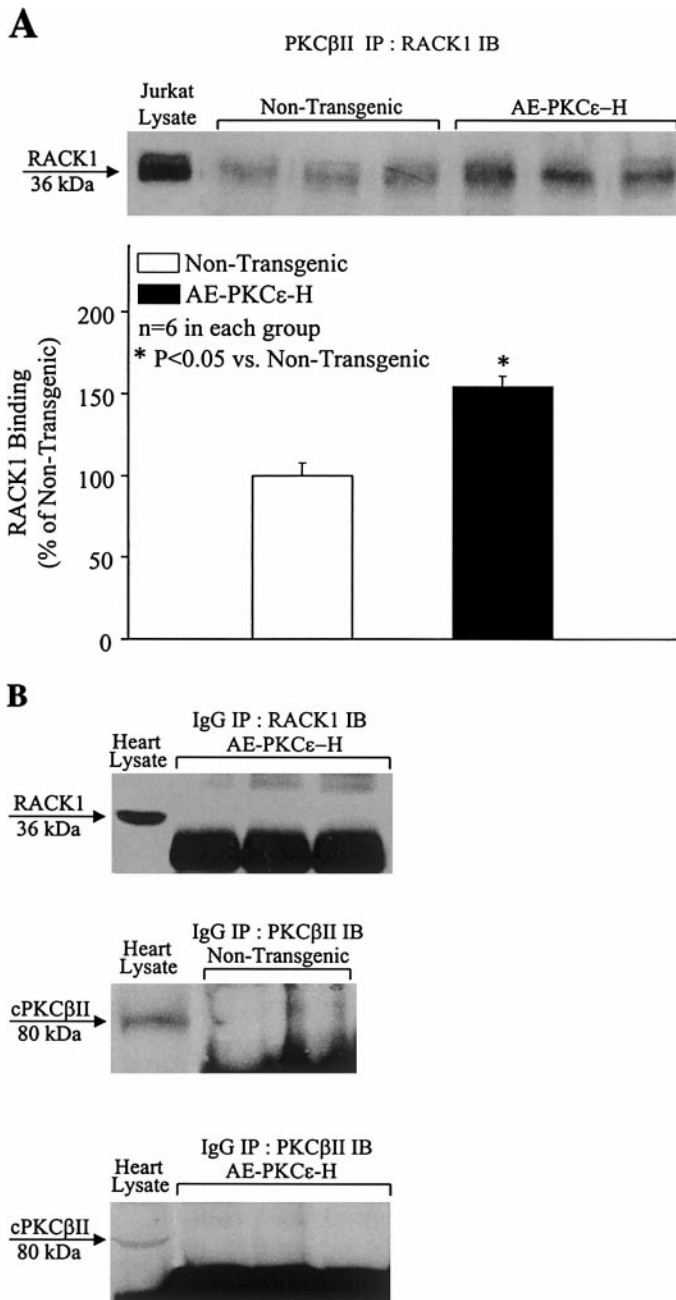 A
PKCβII IP : RACK1 IB
Jurkat
Lysate
Non-Transgenic
AE-PKCε–H
RACK1
36 kDa
Non-Transgenic
AE-PKCε-H
n=6 in each group
* P<0.05 vs. Non-Transgenic
*
RACK1 Binding
(% of Non-Transgenic)
200
150
100
50
0
B
IgG IP : RACK1 IB
AE-PKCε–H
Heart
Lysate
RACK1
36 kDa
IgG IP : PKCβII IB
Non-Transgenic
Heart
Lysate
cPKCβII
80 kDa
IgG IP : PKCβII IB
AE-PKCε-H
Heart
Lysate
cPKCβII
80 kDa